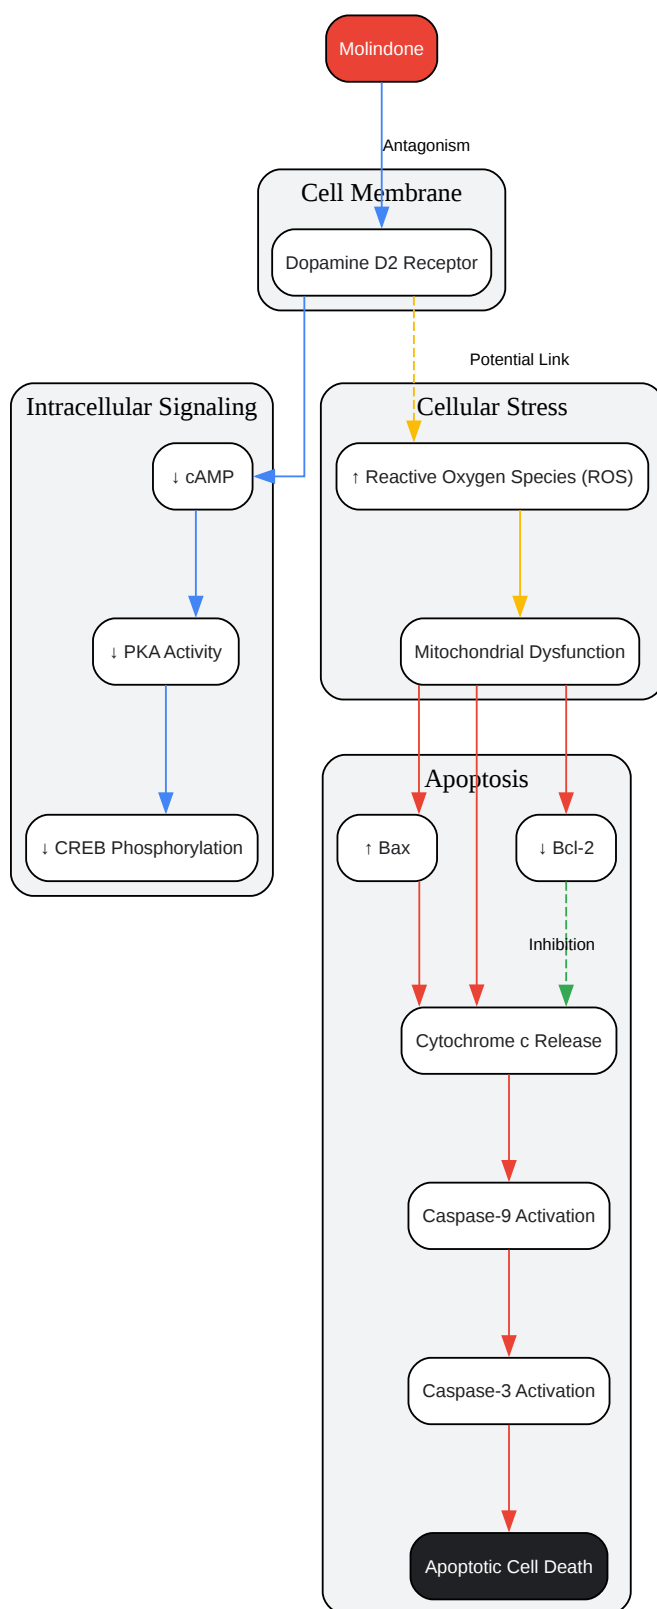 Molindone
Antagonism
Cell Membrane
Dopamine D2 Receptor
Potential Link
Intracellular Signaling
Cellular Stress
↓ cAMP
↑ Reactive Oxygen Species (ROS)
↓ PKA Activity
Mitochondrial Dysfunction
Apoptosis
↓ CREB Phosphorylation
↑ Bax
↓ Bcl-2
Inhibition
Cytochrome c Release
Caspase-9 Activation
Caspase-3 Activation
Apoptotic Cell Death